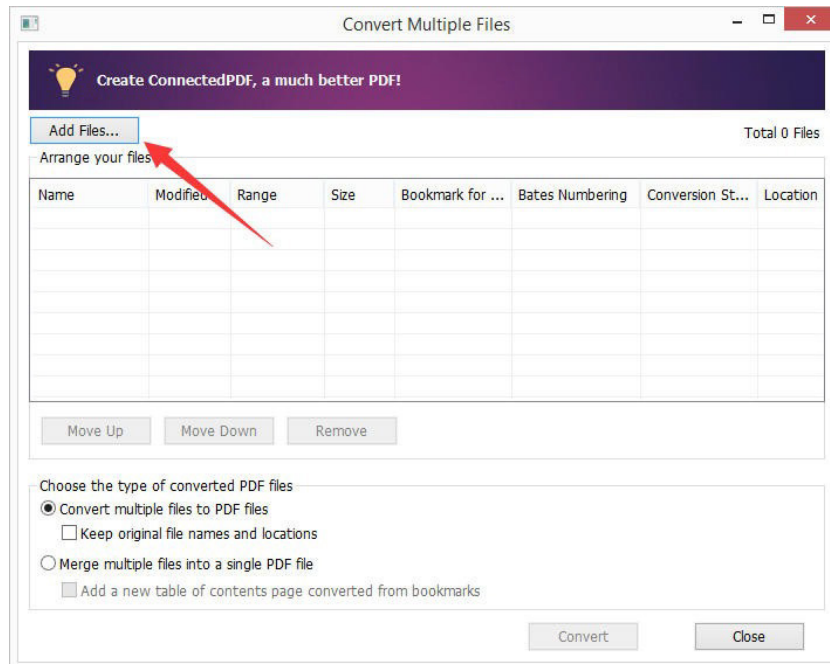 Convert Multiple Files
Create ConnectedPDF, a much better PDF!
Add Files...
Total 0 Files
Arrange your files
Name Modified Range Size Bookmark for ... Bates Numbering Conversion St... Location
Move Up Move Down Remove
Choose the type of converted PDF files
Convert multiple files to PDF files
Keep original file names and locations
Merge multiple files into a single PDF file
Add a new table of contents page converted from bookmarks
Convert Close